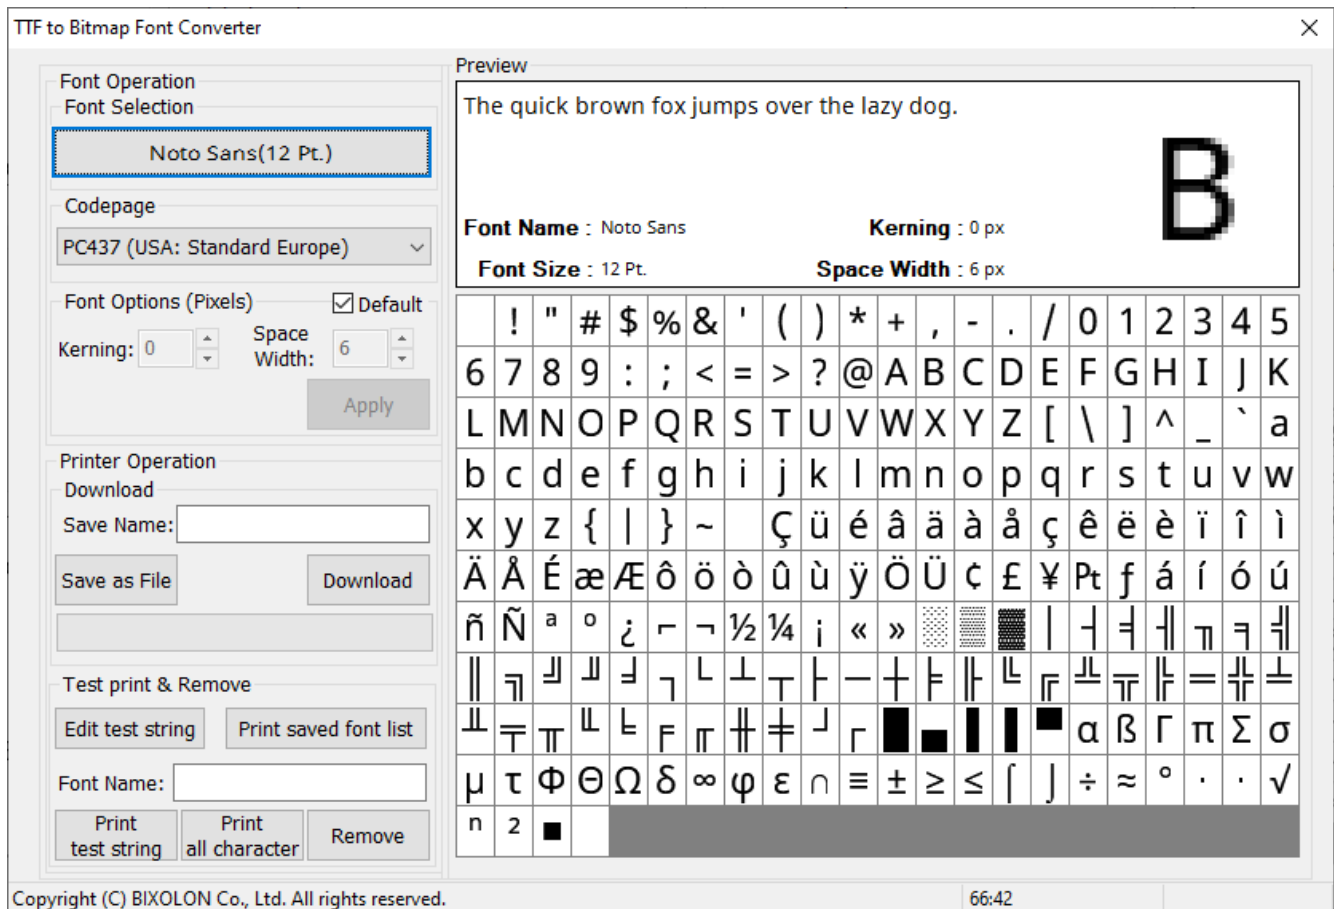 TTF to Bitmap Font Converter
Font Operation
Font Selection
Noto Sans(12 Pt.)
Codepage
PC437 (USA: Standard Europe)
Font Options (Pixels)
Default
Kerning: 0
Space Width: 6
Apply
Printer Operation
Download
Save Name:
Save as File
Download
Test print & Remove
Edit test string
Print saved font list
Font Name:
Print test string
Print all character
Remove
Preview
The quick brown fox jumps over the lazy dog.
B
Font Name : Noto Sans
Kerning : 0 px
Font Size : 12 Pt.
Space Width : 6 px
! " # $ % & ' ( ) * + , - . / 0 1 2 3 4 5
6 7 8 9 : ; < = > ? @ A B C D E F G H I J K
L M N O P Q R S T U V W X Y Z [ \ ] ^ _ ` a
b c d e f g h i j k l m n o p q r s t u v w
x y z { | } ~ Ç ü é â ä à å ç ê ë è ï î ì
Ä Å É æ Æ ô ö ò û ù ÿ Ö Ü ¢ £ ¥ ₧ ƒ á í ó ú
ñ Ñ ª º ¿ ⌐ ¬ ½ ¼ ¡ « » ░ ▒ ▓ │ ┤ ╡ ╢ ╖ ╕ ╣
║ ╗ ╝ ╜ ╛ ┐ └ ┴ ┬ ├ ─ ┼ ╞ ╟ ╚ ╔ ╩ ╦ ╠ ═ ╬ ╧
╨ ╤ ╥ ╙ ╘ ╒ ╓ ╫ ╪ ┘ ┌ █ ▄ ▌ ▐ ▀ α ß Γ π Σ σ
µ τ Φ Θ Ω δ ∞ φ ε ∩ ≡ ± ≥ ≤ ⌠ ⌡ ÷ ≈ ° ∙ · √
ⁿ ² ■
Copyright (C) BIXOLON Co., Ltd. All rights reserved.
66:42